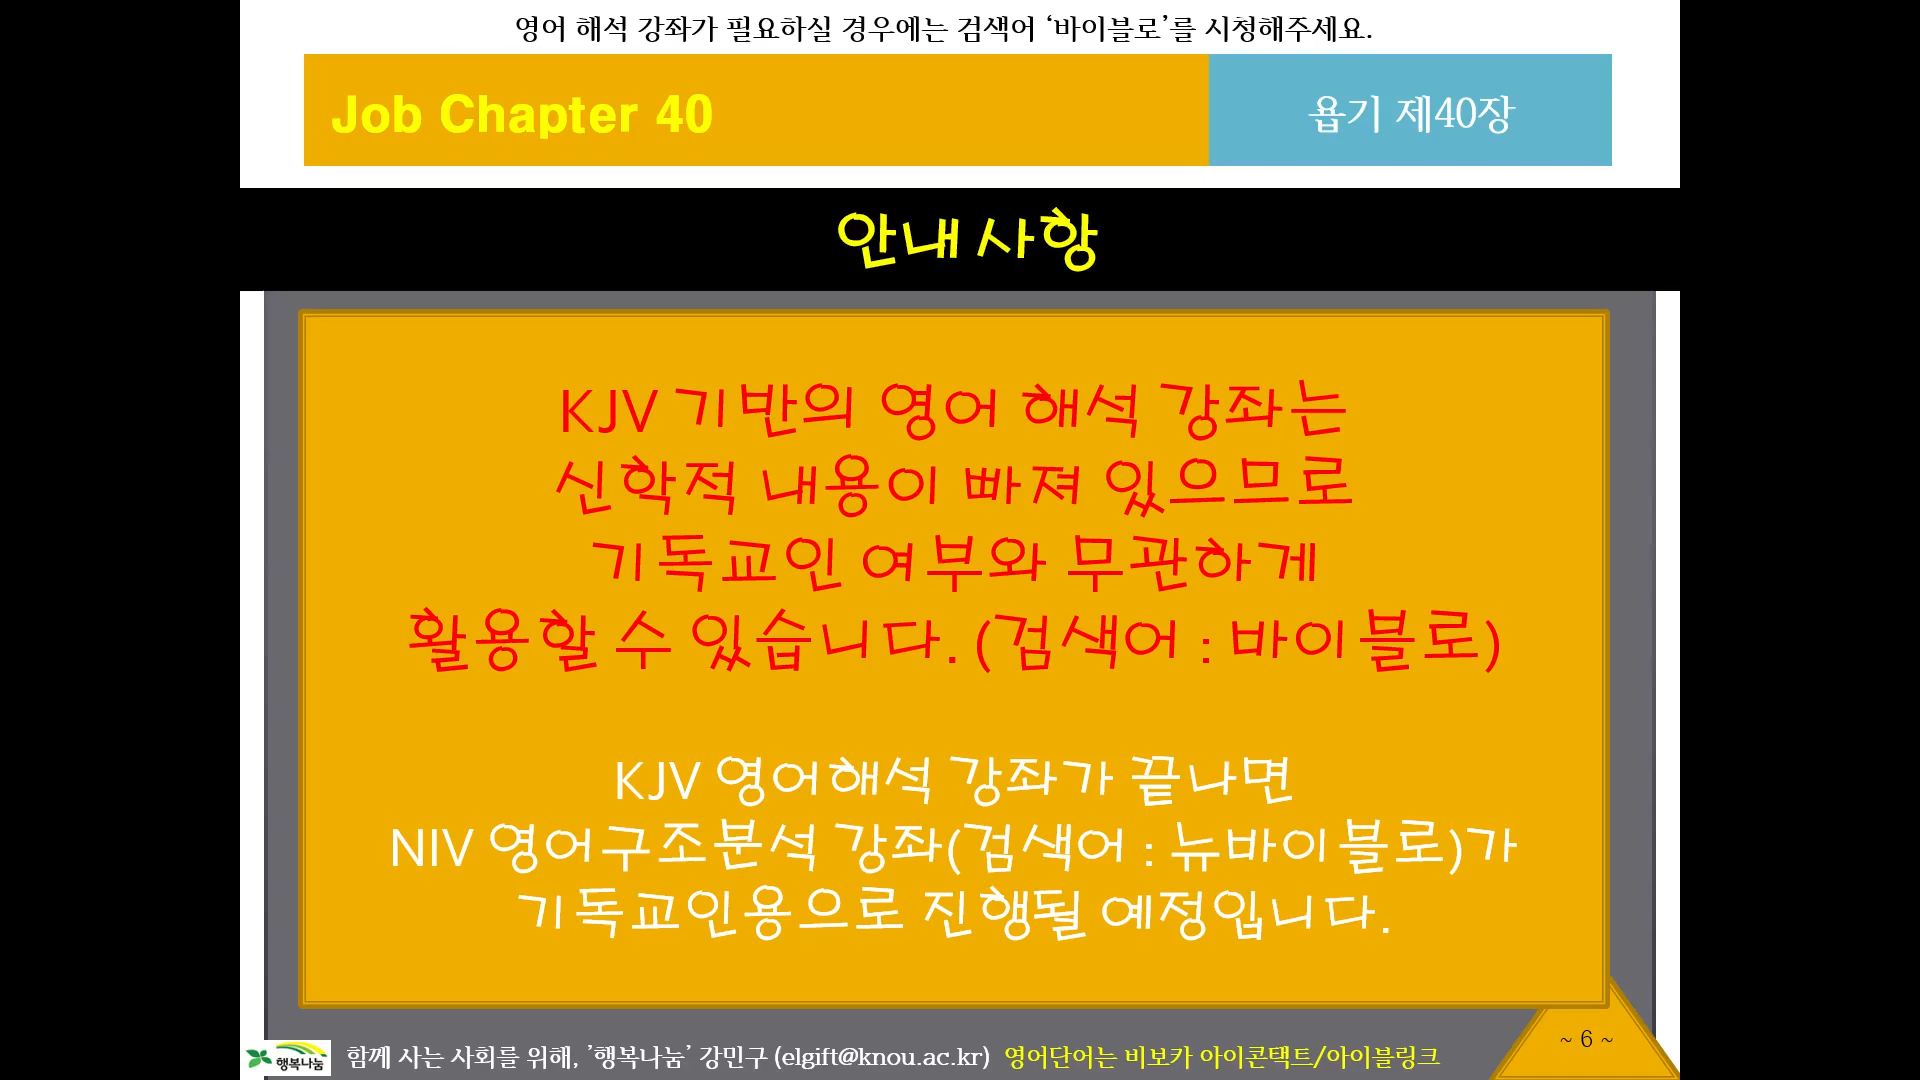 영어 해석 강좌가 필요하실 경우에는 검색어 ‘바이블로’를 시청해주세요.
Job Chapter 40
욥기 제40장
안내사항
KJV 기반의 영어 해석 강좌는
신학적 내용이 빠져 있으므로
기독교인 여부와 무관하게
활용할 수 있습니다. (검색어 : 바이블로)
KJV 영어해석 강좌가 끝나면
NIV 영어구조분석 강좌(검색어 : 뉴바이블로)가
기독교인용으로 진행될 예정입니다.
~ 6 ~
행복나눔
함께 사는 사회를 위해, ’행복나눔’ 강민구 (elgift@knou.ac.kr) 영어단어는 비보카 아이콘택트/아이블링크